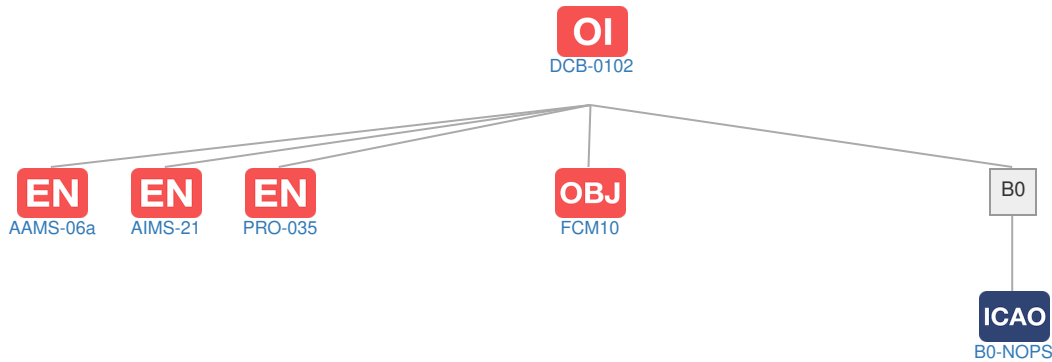 OI
DCB-0102
EN EN EN OBJ B0
AAMS-06a AIMS-21 PRO-035 FCM10
ICAO
B0-NOPS